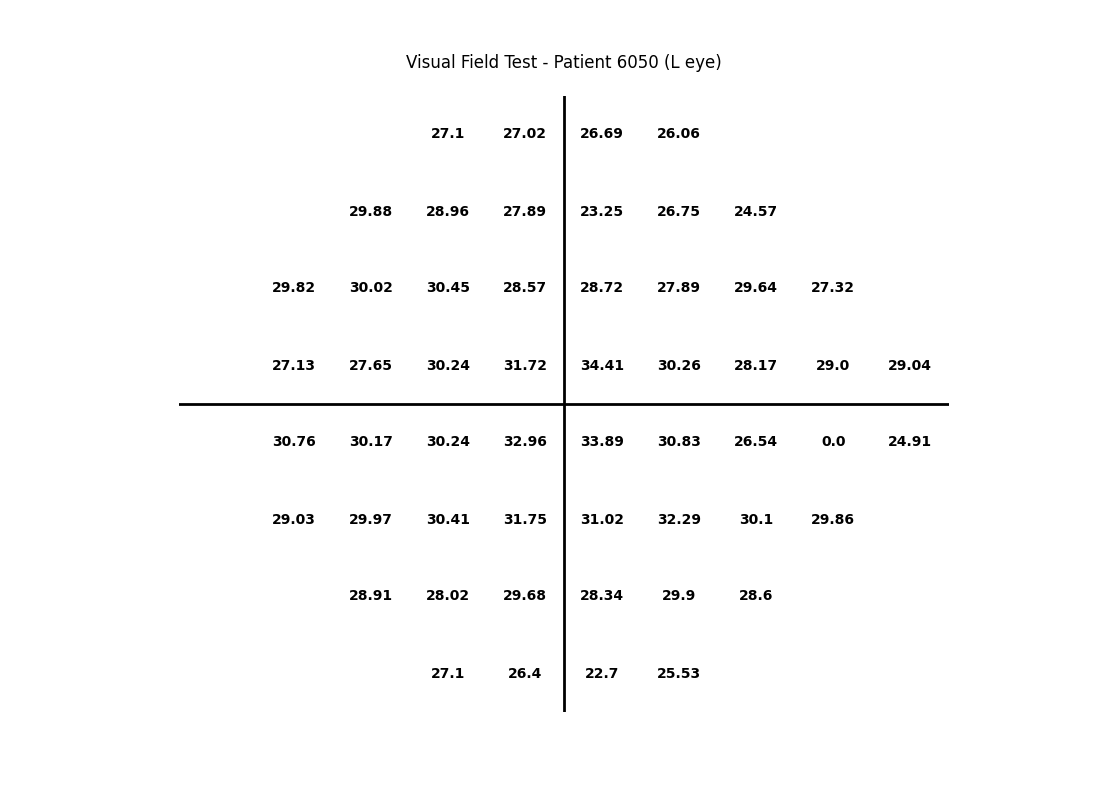 Visual Field Test - Patient 6050 (L eye)
27.1 27.02 26.69 26.06
29.88 28.96 27.89 23.25 26.75 24.57
29.82 30.02 30.45 28.57 28.72 27.89 29.64 27.32
27.13 27.65 30.24 31.72 34.41 30.26 28.17 29.0 29.04
30.76 30.17 30.24 32.96 33.89 30.83 26.54 0.0 24.91
29.03 29.97 30.41 31.75 31.02 32.29 30.1 29.86
28.91 28.02 29.68 28.34 29.9 28.6
27.1 26.4 22.7 25.53